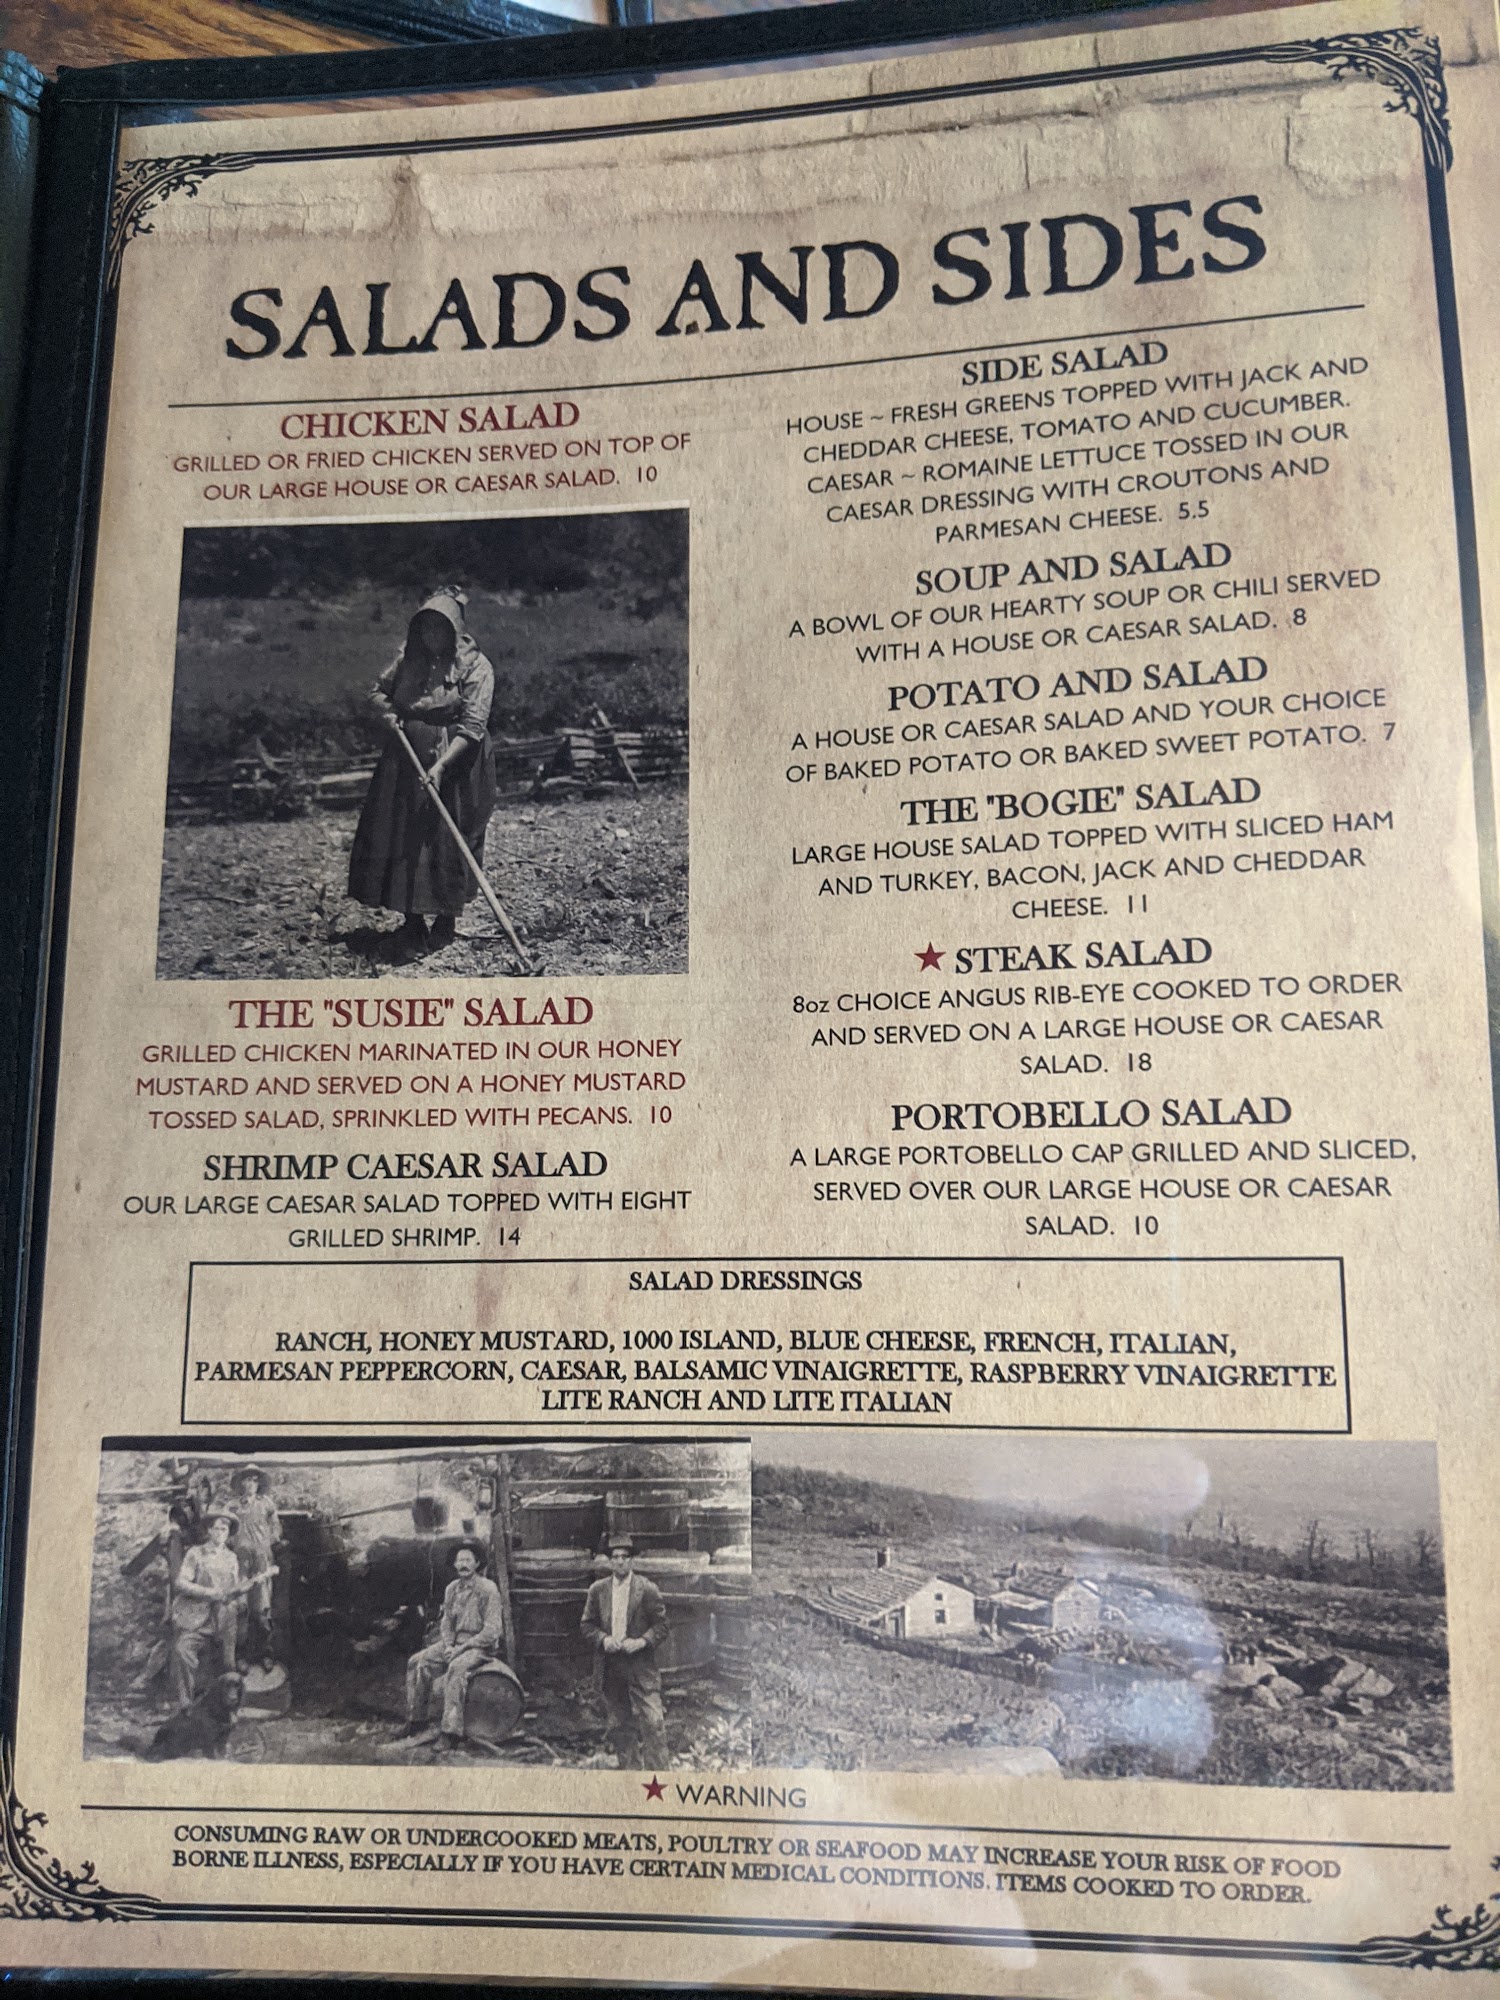 SALADS AND SIDES
CHICKEN SALAD
GRILLED OR FRIED CHICKEN SERVED ON TOP OF
OUR LARGE HOUSE OR CAESAR SALAD. 10
THE "SUSIE" SALAD
GRILLED CHICKEN MARINATED IN OUR HONEY
MUSTARD AND SERVED ON A HONEY MUSTARD
TOSSED SALAD, SPRINKLED WITH PECANS. 10
SHRIMP CAESAR SALAD
OUR LARGE CAESAR SALAD TOPPED WITH EIGHT
GRILLED SHRIMP. 14
SIDE SALAD
HOUSE ~ FRESH GREENS TOPPED WITH JACK AND
CHEDDAR CHEESE, TOMATO AND CUCUMBER.
CAESAR ~ ROMAINE LETTUCE TOSSED IN OUR
CAESAR DRESSING WITH CROUTONS AND
PARMESAN CHEESE. 5.5
SOUP AND SALAD
A BOWL OF OUR HEARTY SOUP OR CHILI SERVED
WITH A HOUSE OR CAESAR SALAD. 8
POTATO AND SALAD
A HOUSE OR CAESAR SALAD AND YOUR CHOICE
OF BAKED POTATO OR BAKED SWEET POTATO. 7
THE "BOGIE" SALAD
LARGE HOUSE SALAD TOPPED WITH SLICED HAM
AND TURKEY, BACON, JACK AND CHEDDAR
CHEESE. 11
★ STEAK SALAD
8oz CHOICE ANGUS RIB-EYE COOKED TO ORDER
AND SERVED ON A LARGE HOUSE OR CAESAR
SALAD. 18
PORTOBELLO SALAD
A LARGE PORTOBELLO CAP GRILLED AND SLICED,
SERVED OVER OUR LARGE HOUSE OR CAESAR
SALAD. 10
SALAD DRESSINGS
RANCH, HONEY MUSTARD, 1000 ISLAND, BLUE CHEESE, FRENCH, ITALIAN,
PARMESAN PEPPERCORN, CAESAR, BALSAMIC VINAIGRETTE, RASPBERRY VINAIGRETTE
LITE RANCH AND LITE ITALIAN
★ WARNING
CONSUMING RAW OR UNDERCOOKED MEATS, POULTRY OR SEAFOOD MAY INCREASE YOUR RISK OF FOOD
BORNE ILLNESS, ESPECIALLY IF YOU HAVE CERTAIN MEDICAL CONDITIONS. ITEMS COOKED TO ORDER.